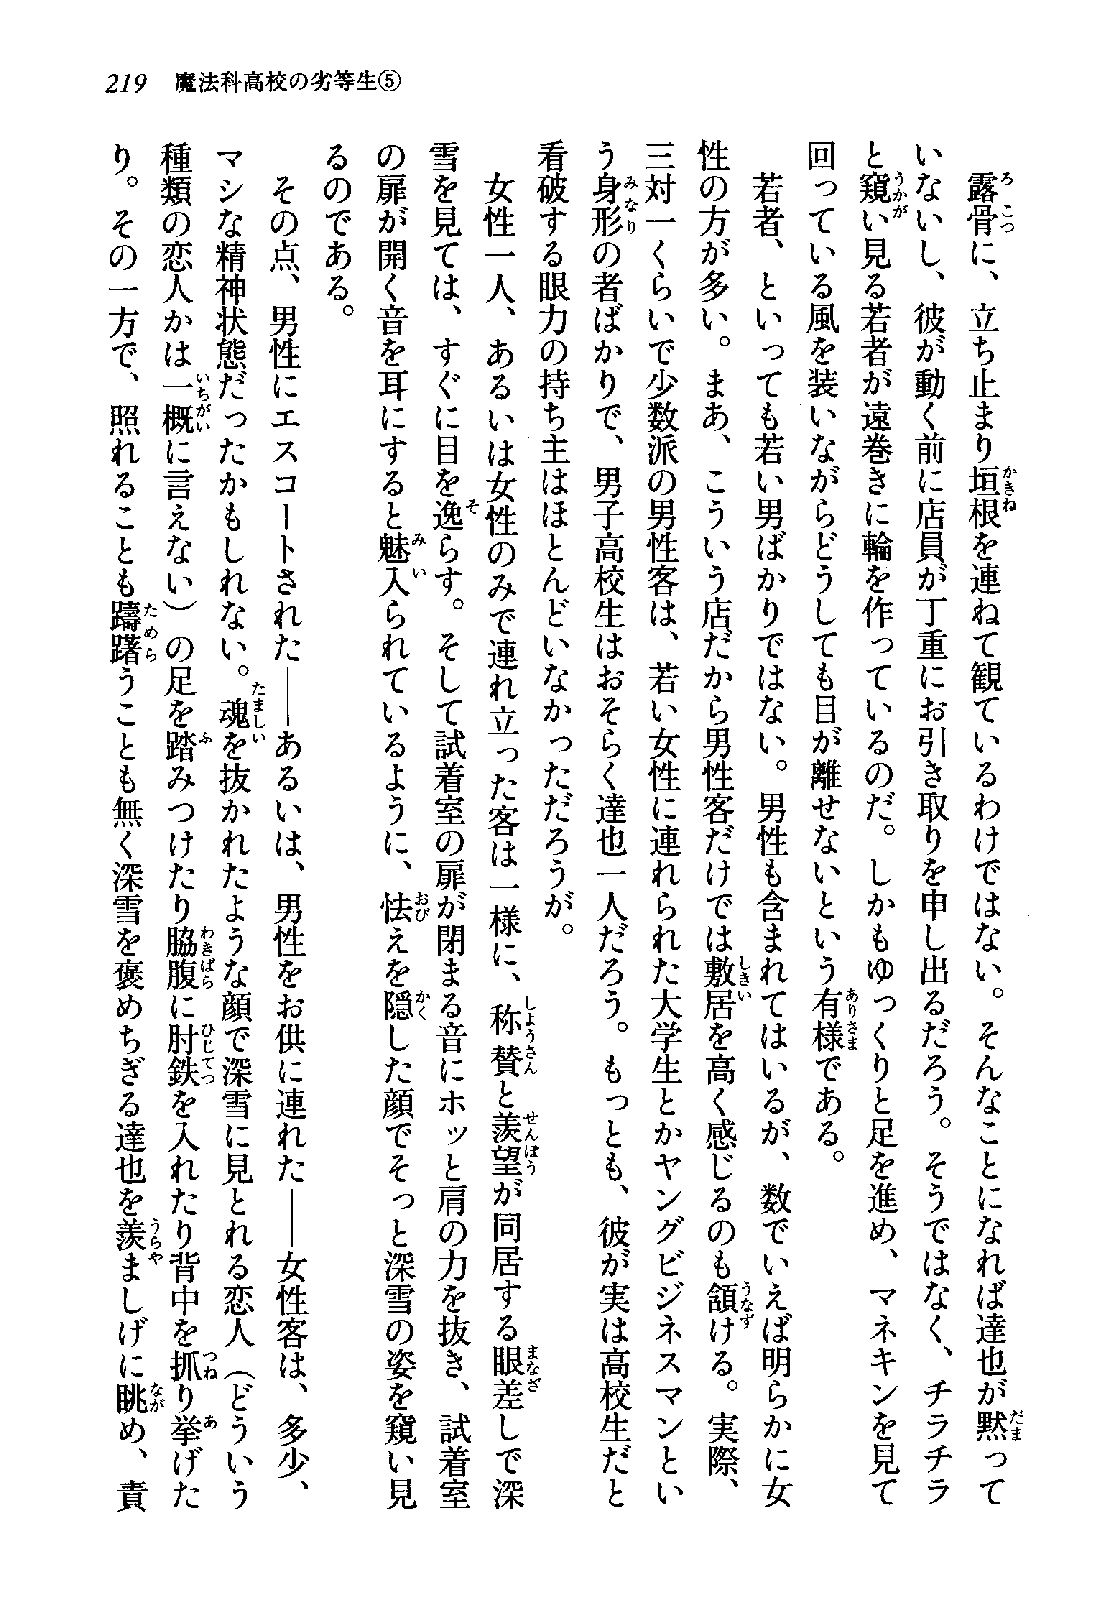 219 魔法科高校の劣等生⑤
露骨に、立ち止まり垣根を連ねて観ているわけではない。そんなことになれば達也が黙って
いないし、彼が動く前に店員が丁重にお引き取りを申し出るだろう。そうではなく、チラチラ
と窺い見る若者が遠巻きに輪を作っているのだ。しかもゆっくりと足を進め、マネキンを見て
回っている風を装いながらどうしても目が離せないという有様である。
若者、といっても若い男ばかりではない。男性も含まれてはいるが、数でいえば明らかに女
性の方が多い。まあ、こういう店だから男性客だけでは敷居を高く感じるのも頷ける。実際、
三対一くらいで少数派の男性客は、若い女性に連れられた大学生とかヤングビジネスマンとい
う身形の者ばかりで、男子高校生はおそらく達也一人だろう。もっとも、彼が実は高校生だと
看破する眼力の持ち主はほとんどいなかっただろうが。
女性一人、あるいは女性のみで連れ立った客は一様に、称賛と羨望が同居する眼差しで深
雪を見ては、すぐに目を逸らす。そして試着室の扉が閉まる音にホッと肩の力を抜き、試着室
の扉が開く音を耳にすると魅入られているように、怯えを隠した顔でそっと深雪の姿を窺い見
るのである。
その点、男性にエスコートされた――あるいは、男性をお供に連れた――女性客は、多少、
マシな精神状態だったかもしれない。魂を抜かれたような顔で深雪に見とれる恋人（どういう
種類の恋人かは一概に言えない）の足を踏みつけたり脇腹に肘鉄を入れたり背中を抓り挙げた
り。その一方で、照れることも躊躇うことも無く深雪を褒めちぎる達也を羨ましげに眺め、責